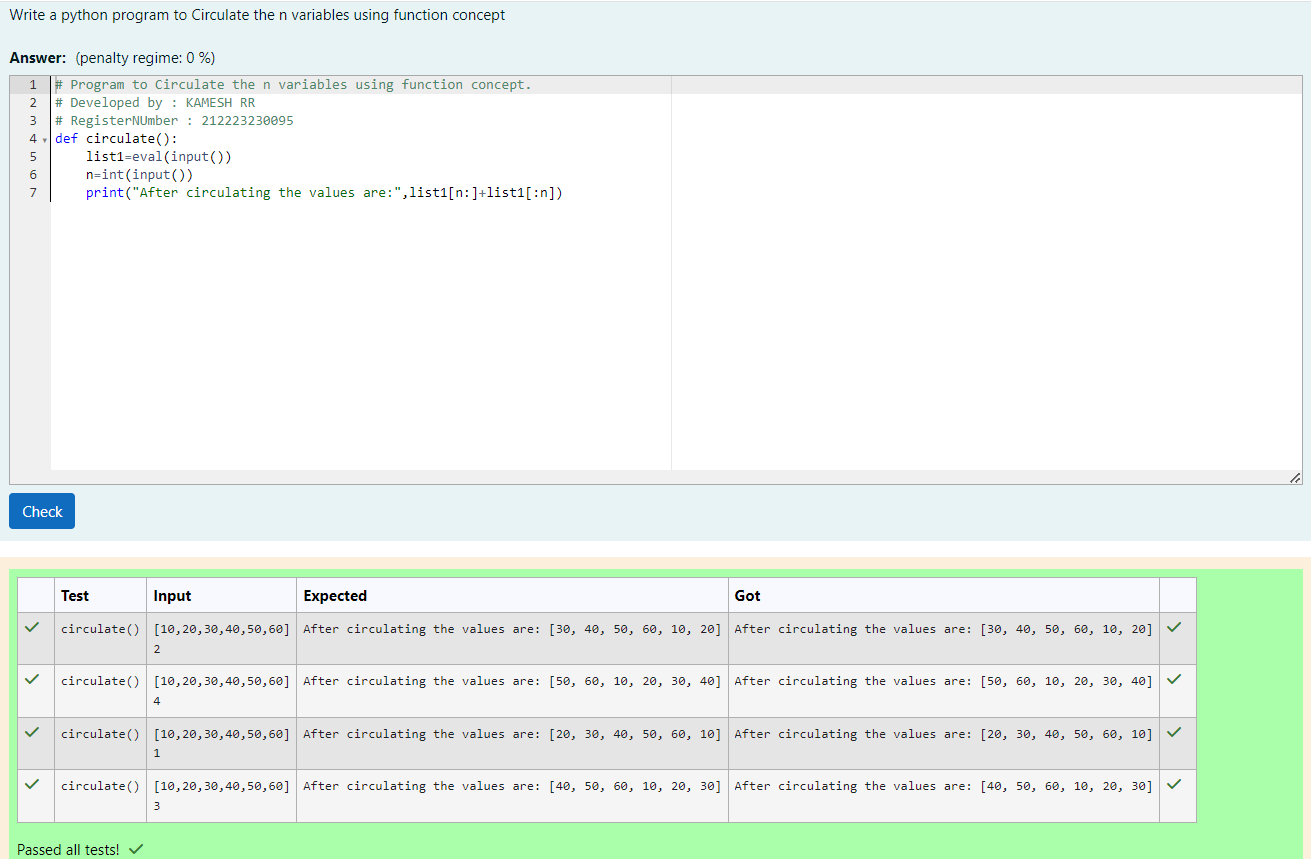 Write a python program to Circulate the n variables using function concept
Answer: (penalty regime: 0 %)
1 # Program to Circulate the n variables using function concept.
2 # Developed by : KAMESH RR
3 # RegisterNUmber : 212223230095
4 def circulate():
5 list1=eval(input())
6 n=int(input())
7 print("After circulating the values are:",list1[n:]+list1[:n])
Check
Test Input Expected Got
circulate() [10,20,30,40,50,60] After circulating the values are: [30, 40, 50, 60, 10, 20] After circulating the values are: [30, 40, 50, 60, 10, 20]
2
circulate() [10,20,30,40,50,60] After circulating the values are: [50, 60, 10, 20, 30, 40] After circulating the values are: [50, 60, 10, 20, 30, 40]
4
circulate() [10,20,30,40,50,60] After circulating the values are: [20, 30, 40, 50, 60, 10] After circulating the values are: [20, 30, 40, 50, 60, 10]
1
circulate() [10,20,30,40,50,60] After circulating the values are: [40, 50, 60, 10, 20, 30] After circulating the values are: [40, 50, 60, 10, 20, 30]
3
Passed all tests!